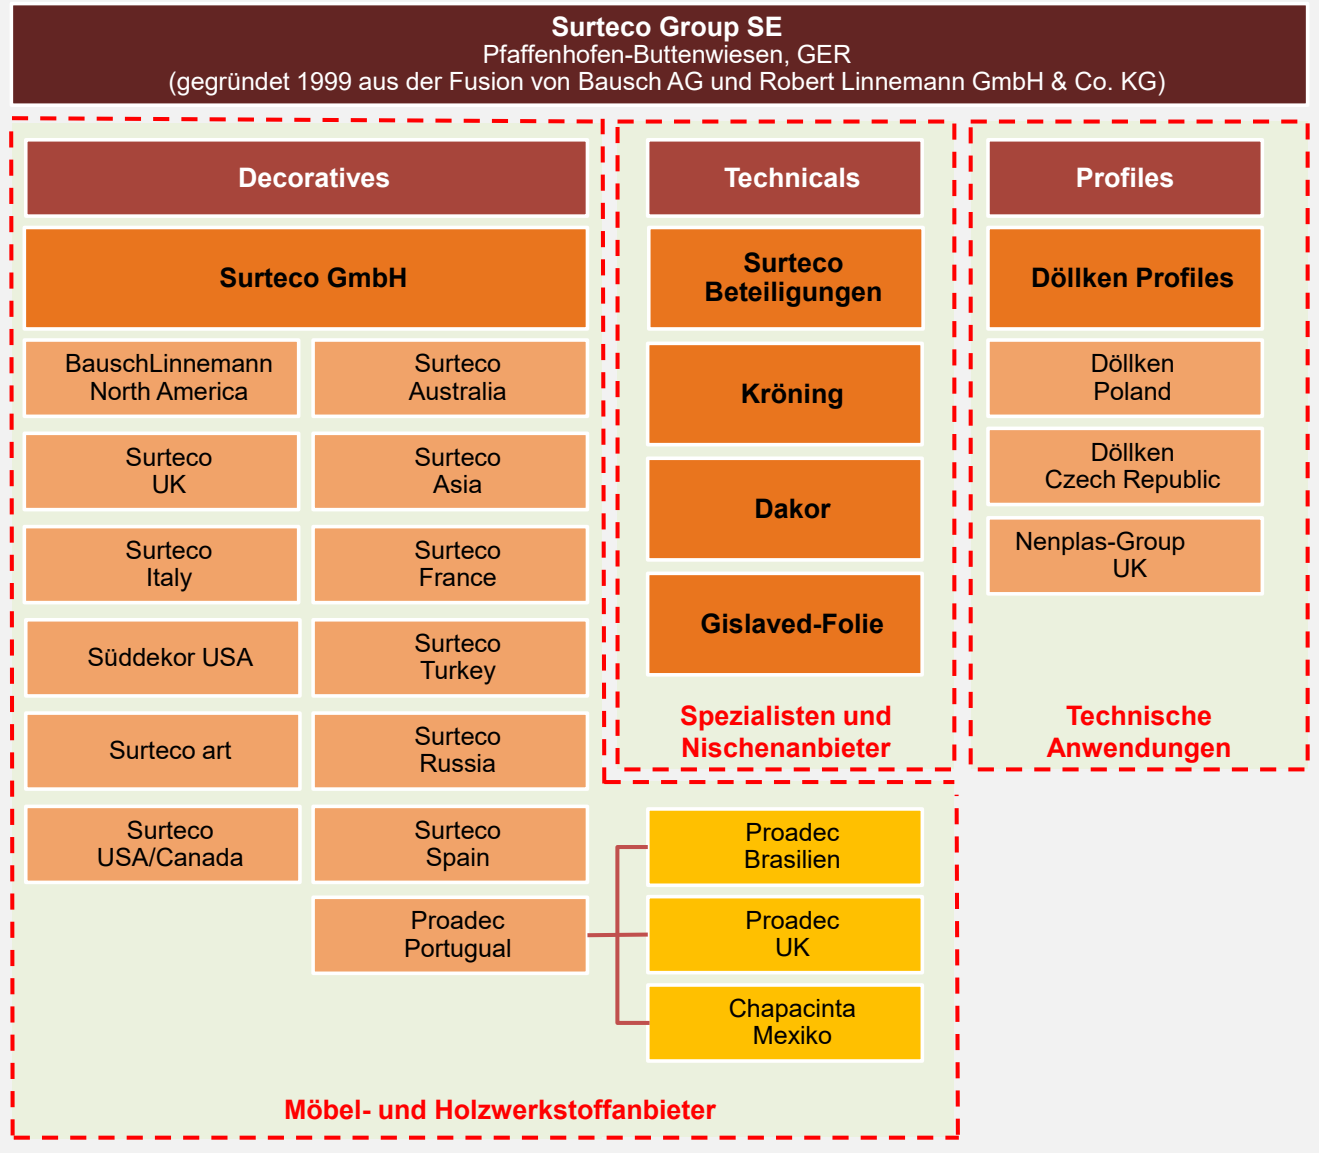 Surteco Group SE
Pfaffenhofen-Buttenwiesen, GER
(gegründet 1999 aus der Fusion von Bausch AG und Robert Linnemann GmbH & Co. KG)
Decoratives
Surteco GmbH
BauschLinnemann
North America
Surteco
Australia
Surteco
UK
Surteco
Asia
Surteco
Italy
Surteco
France
Süddekor USA
Surteco
Turkey
Surteco art
Surteco
Russia
Surteco
USA/Canada
Surteco
Spain
Proadec
Portugual
Proadec
Brasilien
Proadec
UK
Chapacinta
Mexiko
Möbel- und Holzwerkstoffanbieter
Technicals
Surteco
Beteiligungen
Kröning
Dakor
Gislaved-Folie
Spezialisten und
Nischenanbieter
Profiles
Döllken Profiles
Döllken
Poland
Döllken
Czech Republic
Nenplas-Group
UK
Technische
Anwendungen